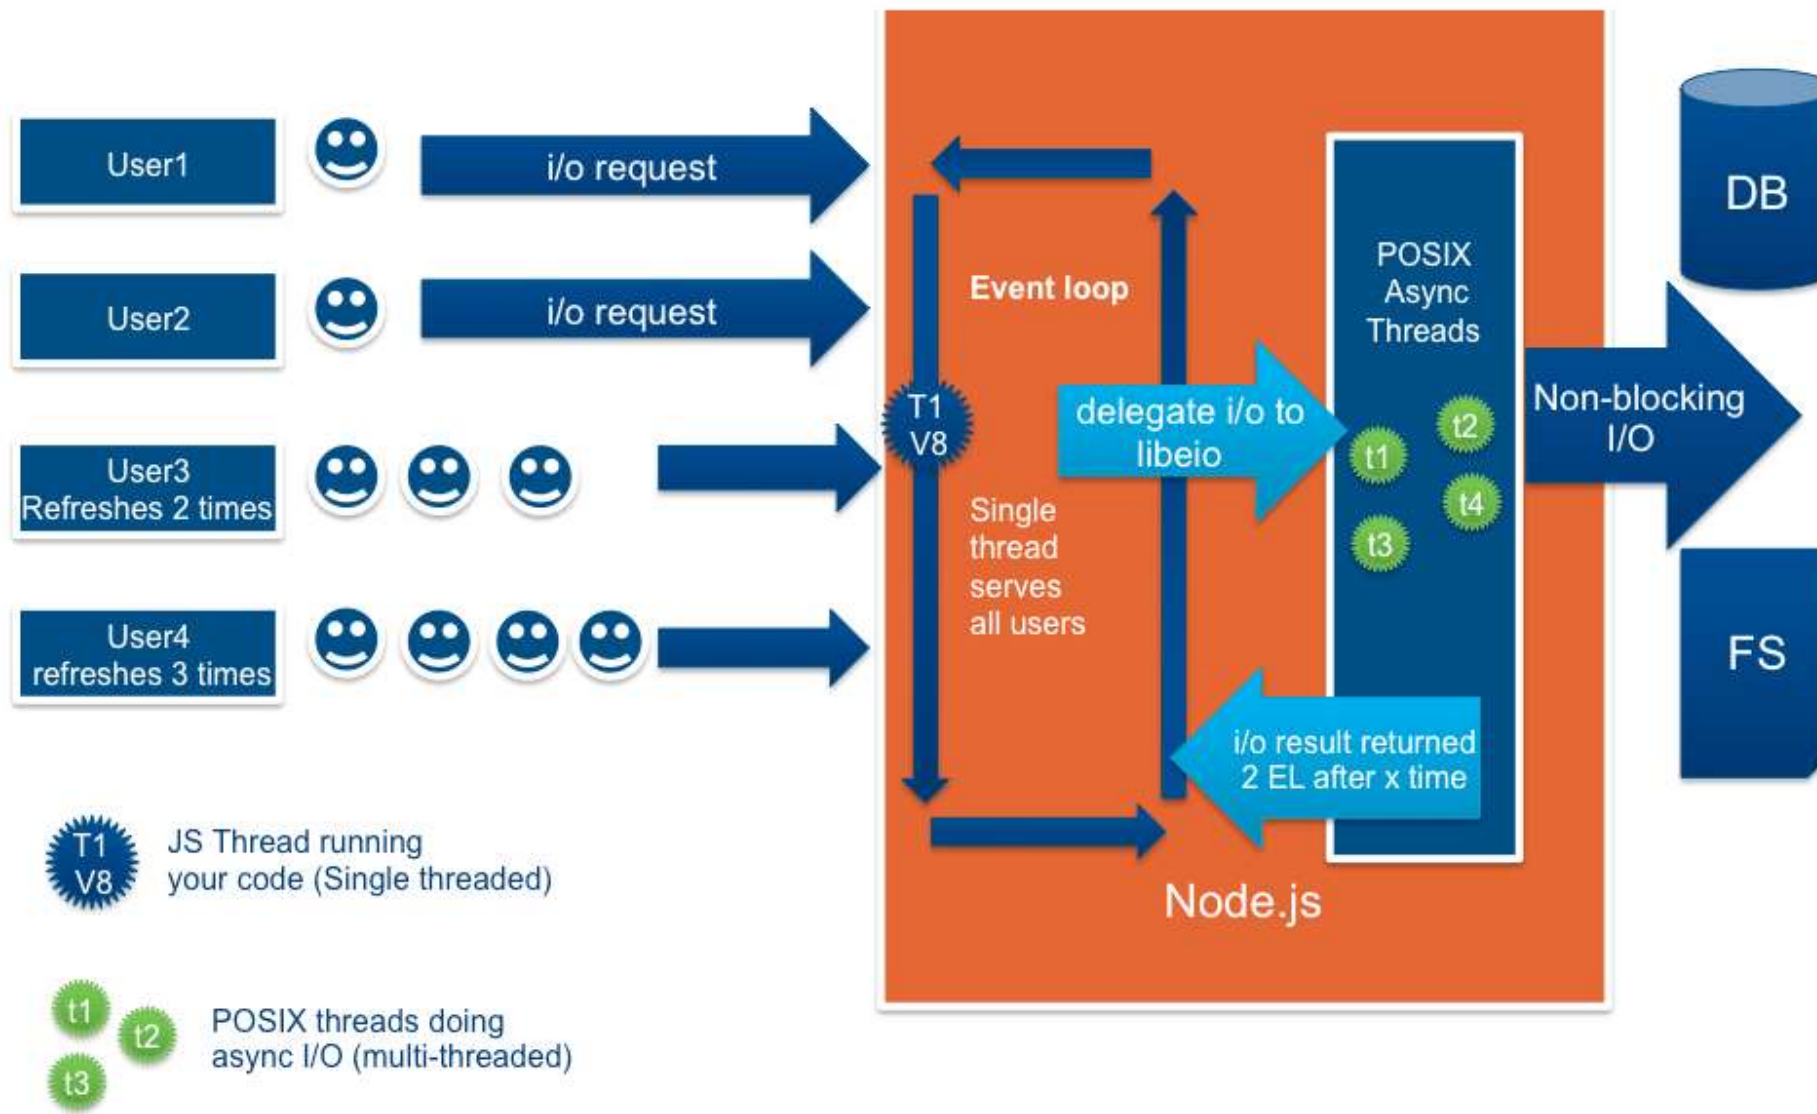 User1
i/o request
User2
i/o request
User3
Refreshes 2 times
User4
refreshes 3 times
T1
V8
Event loop
Single
thread
serves
all users
delegate i/o to
libeio
POSIX
Async
Threads
t1
t2
t4
t3
i/o result returned
2 EL after x time
Node.js
Non-blocking
I/O
DB
FS
T1
V8
JS Thread running
your code (Single threaded)
t1
t2
t3
POSIX threads doing
async I/O (multi-threaded)